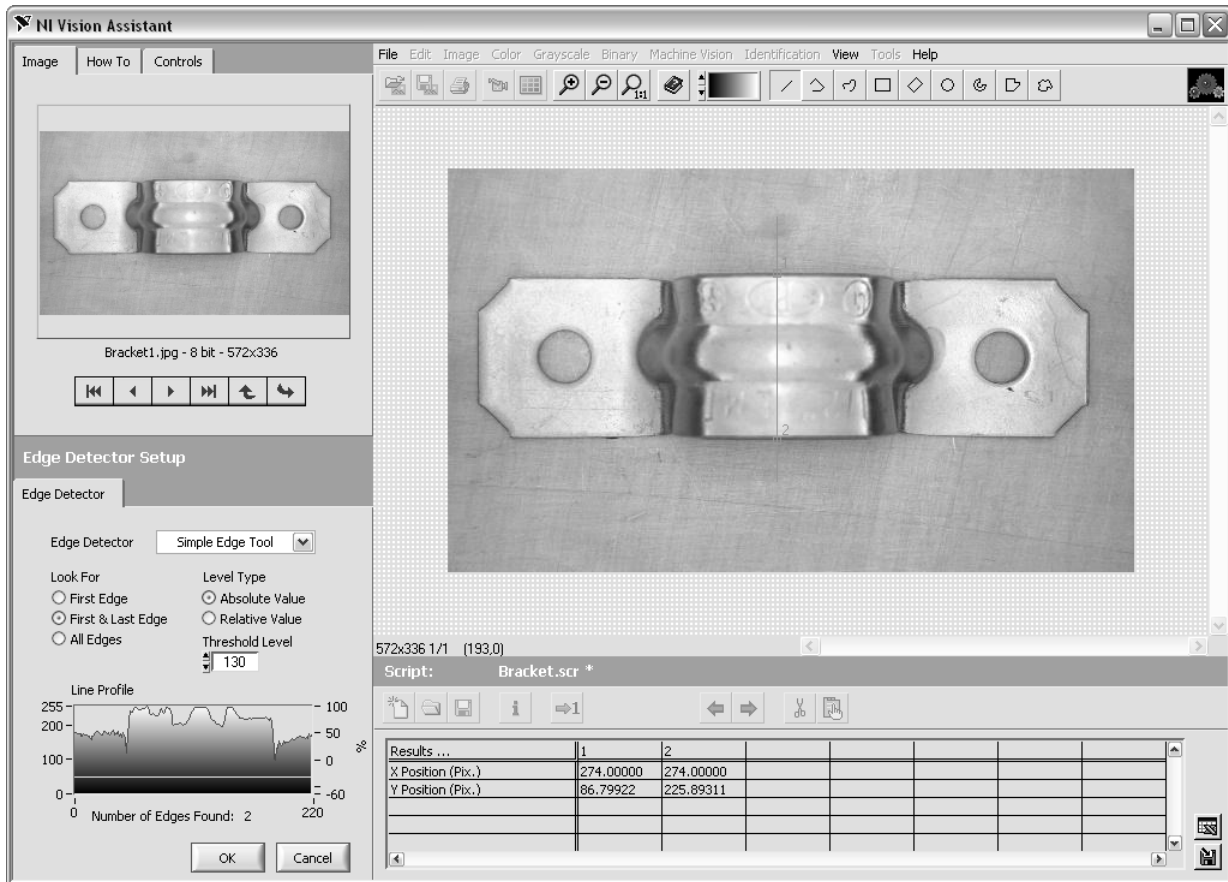 NI Vision Assistant
Image How To Controls
File Edit Image Color Grayscale Binary Machine Vision Identification View Tools Help
1:1
Bracket1.jpg - 8 bit - 572x336
1
2
Edge Detector Setup
Edge Detector
Edge Detector Simple Edge Tool
Look For Level Type
First Edge Absolute Value
First & Last Edge Relative Value
All Edges Threshold Level
130
Line Profile
255 100
200 50
100 0
%
0 -60
0 220
Number of Edges Found: 2
OK Cancel
572x336 1/1 (193,0)
Script: Bracket.scr *
1
Results ... 1 2
X Position (Pix.) 274.00000 274.00000
Y Position (Pix.) 86.79922 225.89311